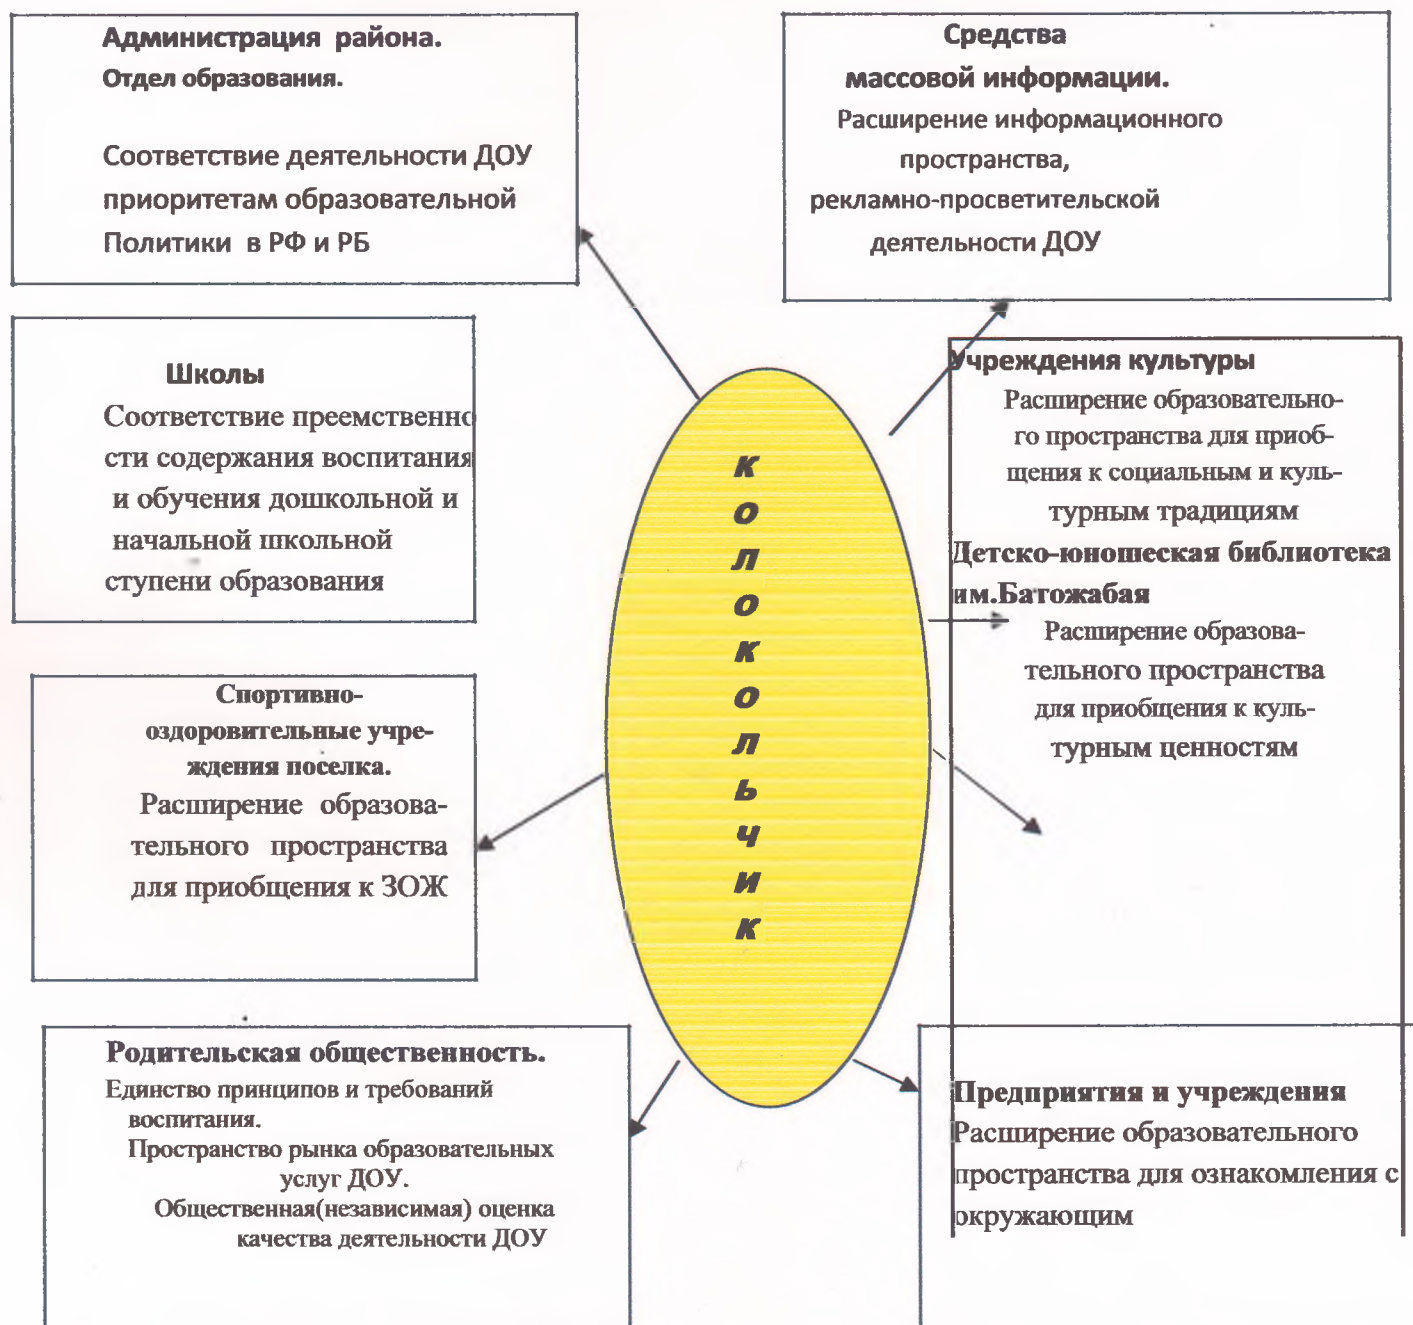 Администрация района.
Отдел образования.
Соответствие деятельности ДОУ
приоритетам образовательной
Политики в РФ и РБ
Средства
массовой информации.
Расширение информационного
пространства,
рекламно-просветительской
деятельности ДОУ
Школы
Соответствие преемственно
сти содержания воспитания
и обучения дошкольной и
начальной школьной
ступени образования
Учреждения культуры
Расширение образовательно-
го пространства для приоб-
щения к социальным и куль-
турным традициям
Детско-юношеская библиотека
им.Батожабая
Расширение образова-
тельного пространства
для приобщения к куль-
турным ценностям
колокольчик
Спортивно-
оздоровительные учре-
ждения поселка.
Расширение образова-
тельного пространства
для приобщения к ЗОЖ
Родительская общественность.
Единство принципов и требований
воспитания.
Пространство рынка образовательных
услуг ДОУ.
Общественная(независимая) оценка
качества деятельности ДОУ
Предприятия и учреждения
Расширение образовательного
пространства для ознакомления с
окружающим